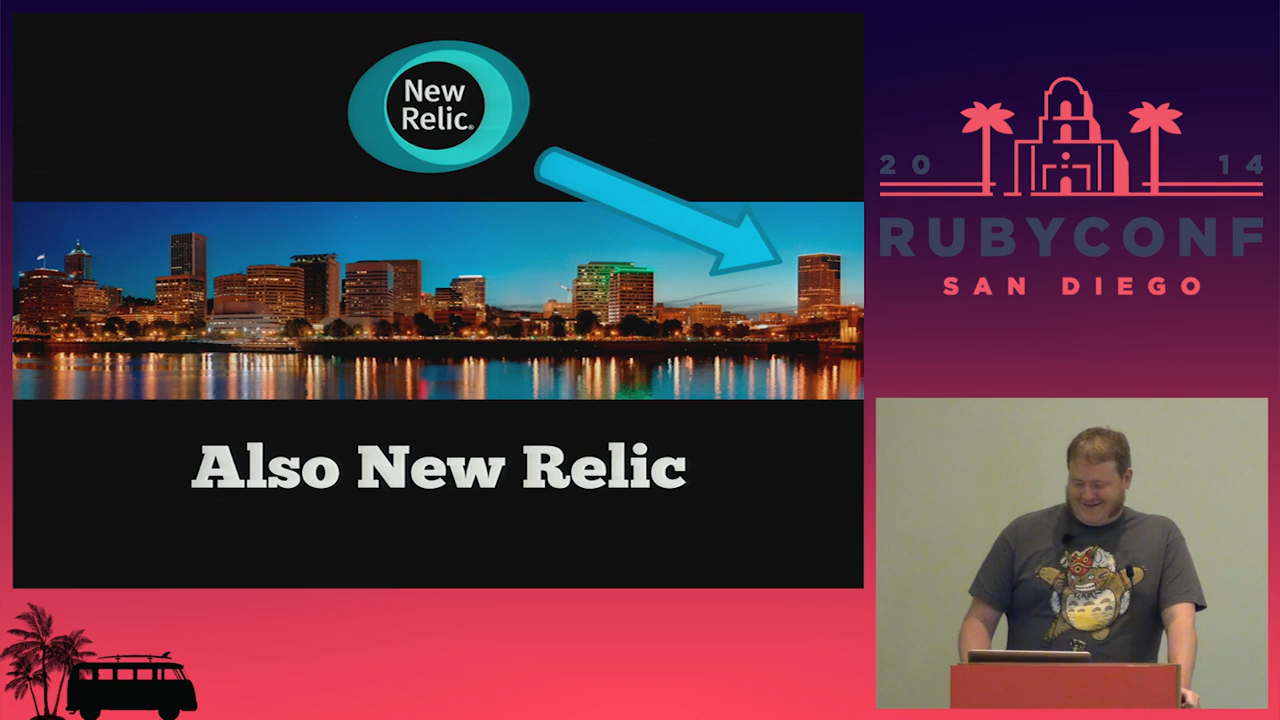 New
Relic®
Also New Relic
20 14
RUBYCONF
SAN DIEGO